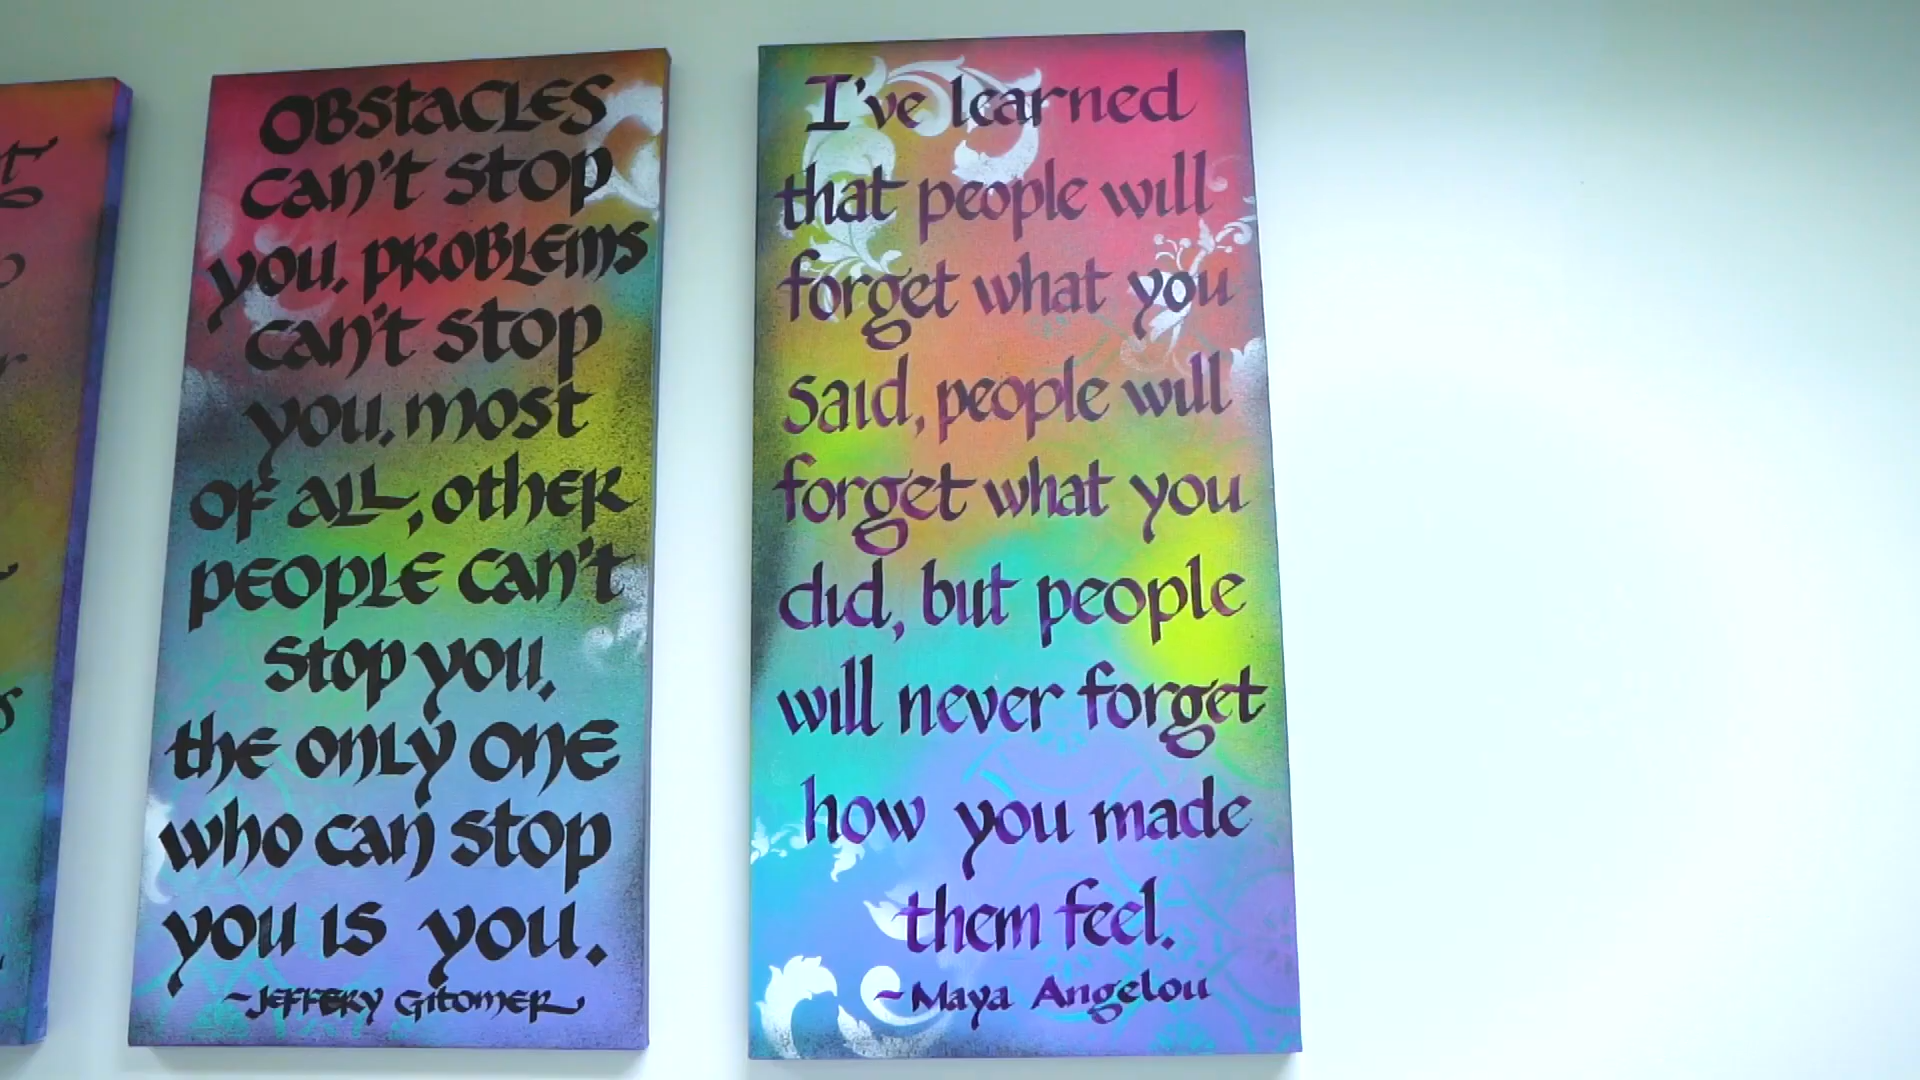 OBSTACLES
can't stop
you. PROBLEMS
can't stop
you. most
OF ALL, other
PEOPLE can't
Stop you.
the only one
who can stop
you is you.
~JEFFERY GitomER
I've learned
that people will
forget what you
said, people will
forget what you
did, but people
will never forget
how you made
them feel.
~Maya Angelou